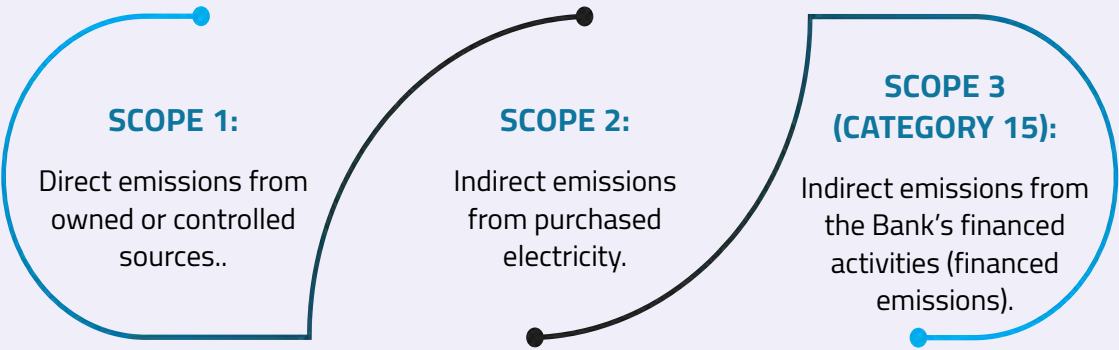 SCOPE 1:
Direct emissions from
owned or controlled
sources..
SCOPE 2:
Indirect emissions
from purchased
electricity.
SCOPE 3
(CATEGORY 15):
Indirect emissions from
the Bank's financed
activities (financed
emissions).